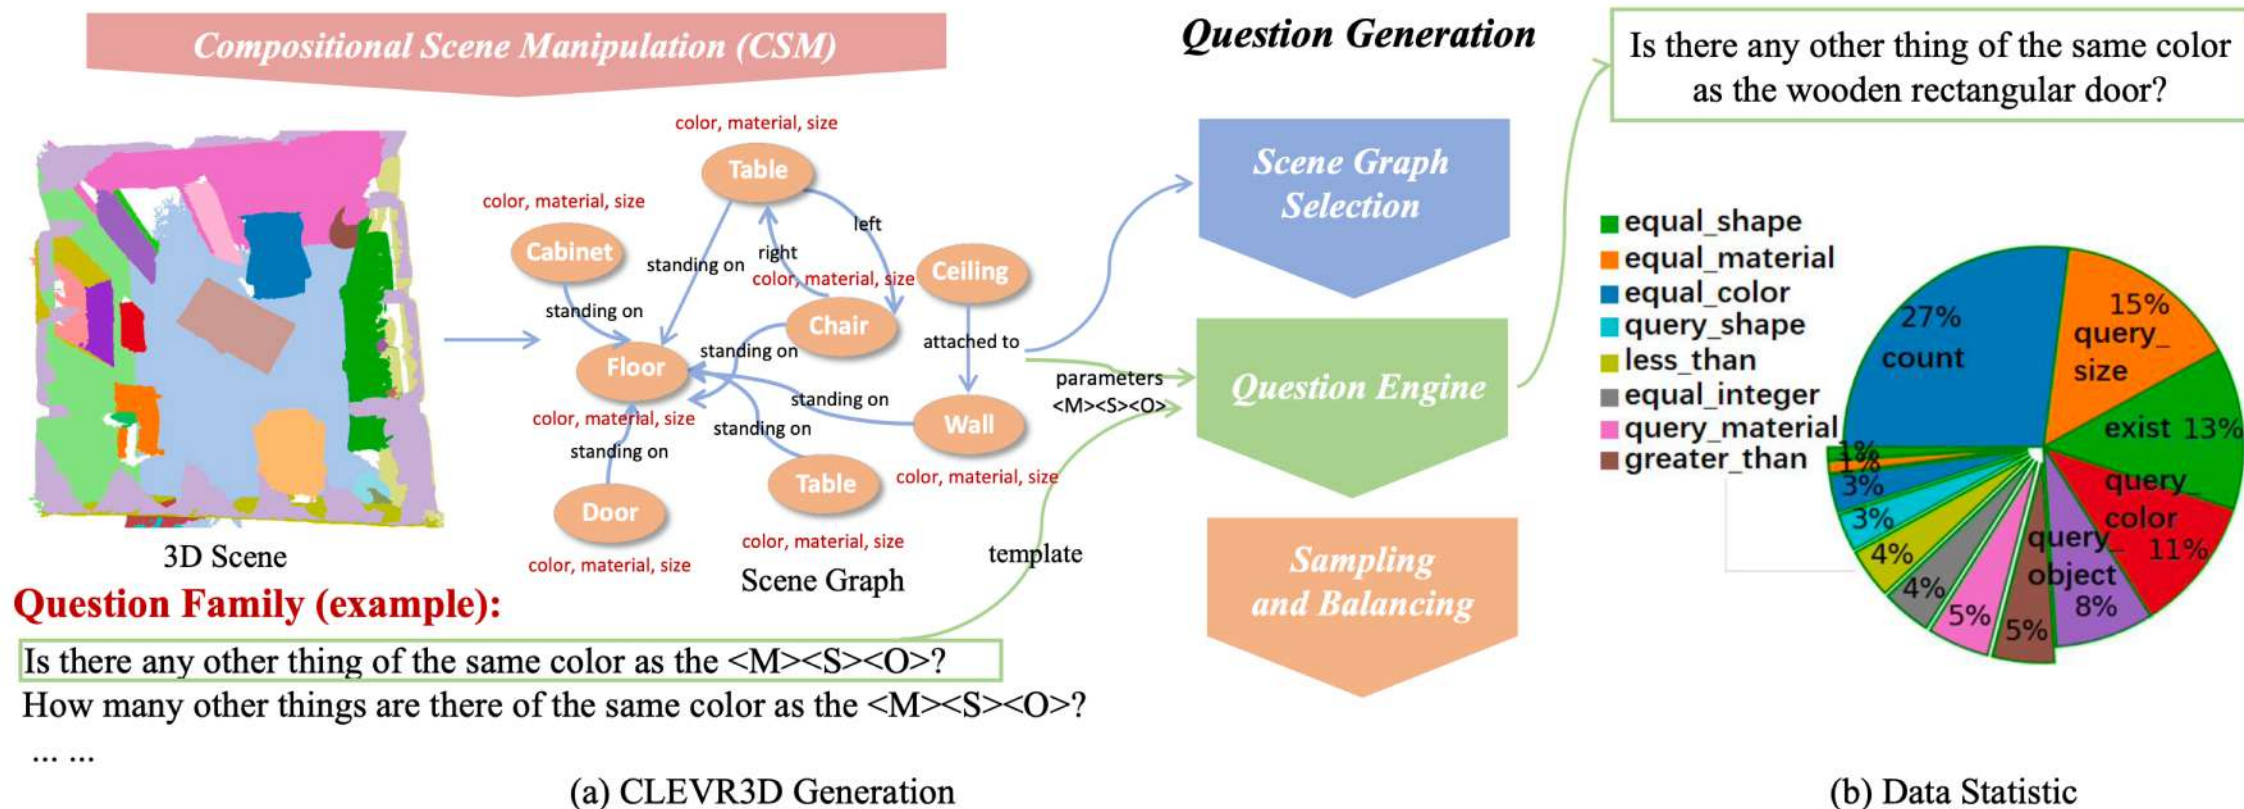 Compositional Scene Manipulation (CSM)
Question Generation
Is there any other thing of the same color
as the wooden rectangular door?
color, material, size
Table
color, material, size
Cabinet
left
standing on
right
color, material, size
Ceiling
standing on
Chair
attached to
standing on
Floor
standing on
color, material, size
standing on
Wall
standing on
color, material, size
Table
Door
color, material, size
color, material, size
3D Scene
Scene Graph
Scene Graph
Selection
parameters
<M><S><O>
Question Engine
template
Sampling
and Balancing
Question Family (example):
Is there any other thing of the same color as the <M><S><O>?
How many other things are there of the same color as the <M><S><O>?
... ...
(a) CLEVR3D Generation
equal_shape
equal_material
equal_color
query_shape
less_than
equal_integer
query_material
greater_than
27%
count
15%
query_
size
exist 13%
query_
color
11%
query_
object
8%
5%
5%
4%
4%
3%
3%
1%
1%
(b) Data Statistic